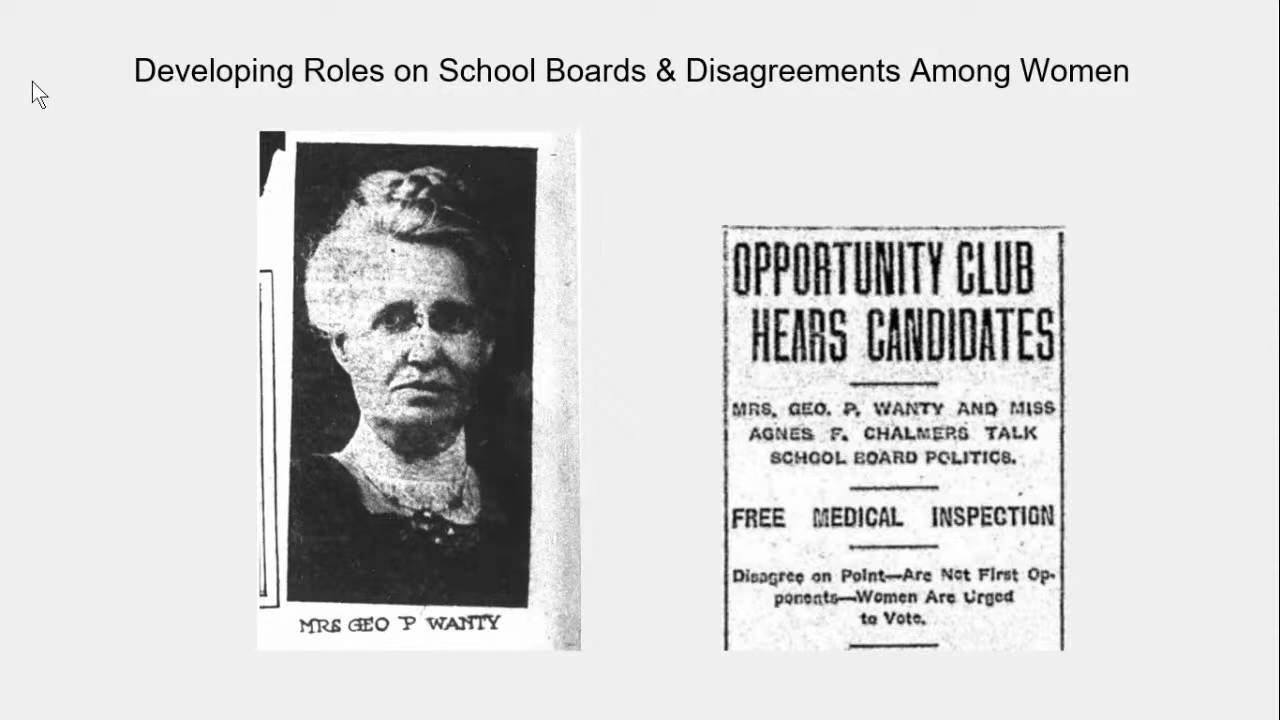 Developing Roles on School Boards & Disagreements Among Women
MRS GEO P WANTY
OPPORTUNITY CLUB
HEARS CANDIDATES
MRS. GEO. P. WANTY AND MISS
AGNES F. CHALMERS TALK
SCHOOL BOARD POLITICS.
FREE MEDICAL INSPECTION
Disagree on Point—Are Not First Op-
ponents—Women Are Urged
to Vote.